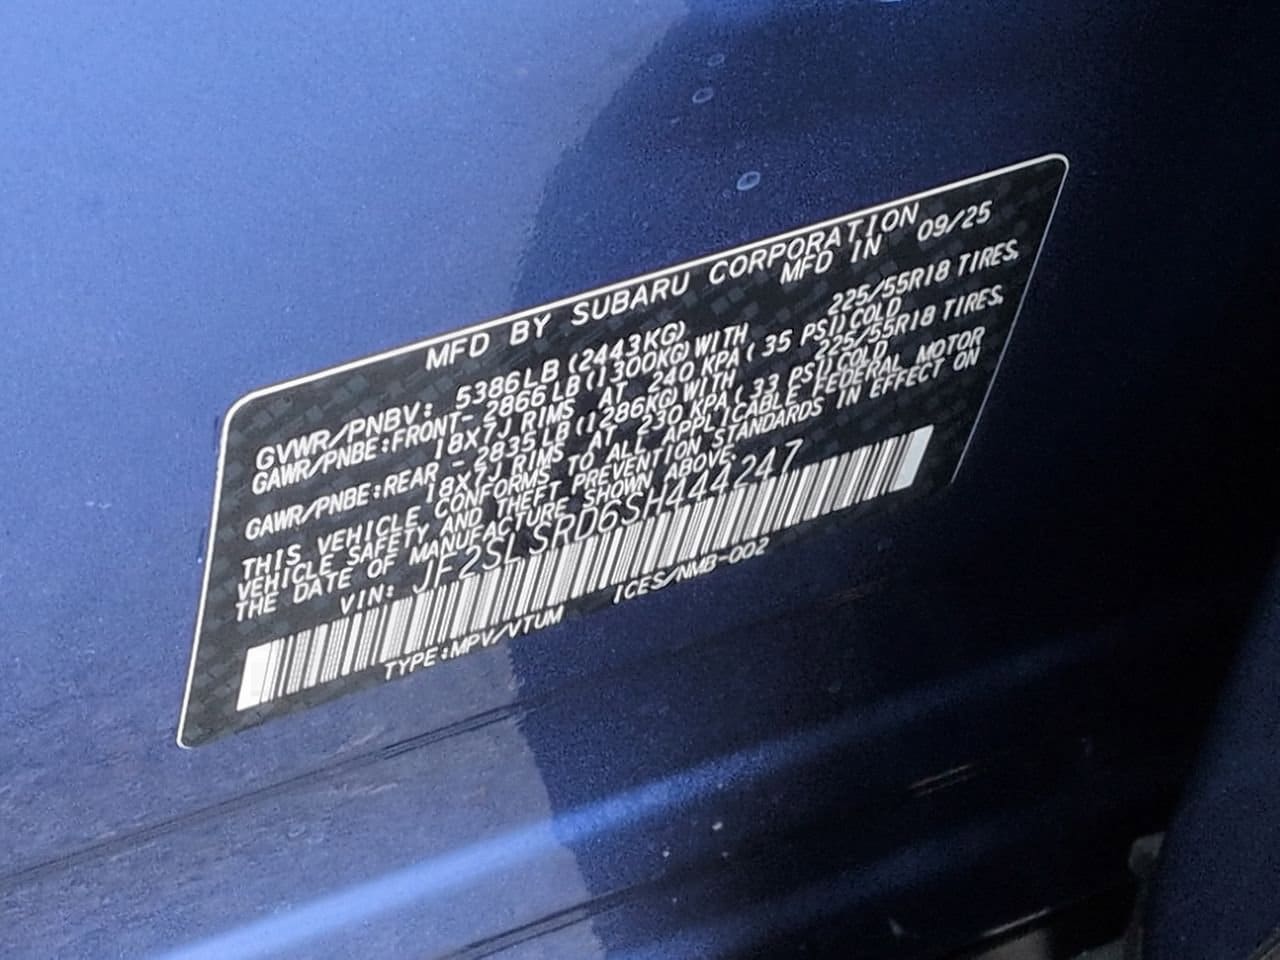 MFD BY SUBARU CORPORATION
MFD IN 09/25
GVWR/PNBV: 5386LB(2443KG)
GAWR/PNBE:FRONT- 2866LB(1300KG)WITH 225/55R18 TIRES,
18X7J RIMS AT 240 KPA(35 PSI)COLD
GAWR/PNBE:REAR - 2835LB(1286KG)WITH 225/55R18 TIRES,
18X7J RIMS AT 230 KPA(33 PSI)COLD
THIS VEHICLE CONFORMS TO ALL APPLICABLE FEDERAL MOTOR
VEHICLE SAFETY AND THEFT PREVENTION STANDARDS IN EFFECT ON
THE DATE OF MANUFACTURE SHOWN ABOVE.
VIN: JF2SLSRD6SH444247
TYPE:MPV/VTUM ICES/NMB-002